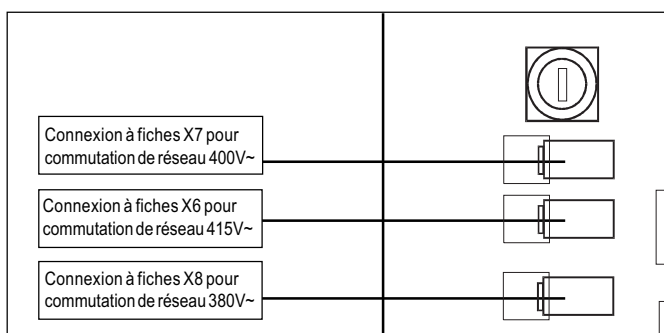 Connexion à fiches X7 pour
commutation de réseau 400V~
Connexion à fiches X6 pour
commutation de réseau 415V~
Connexion à fiches X8 pour
commutation de réseau 380V~